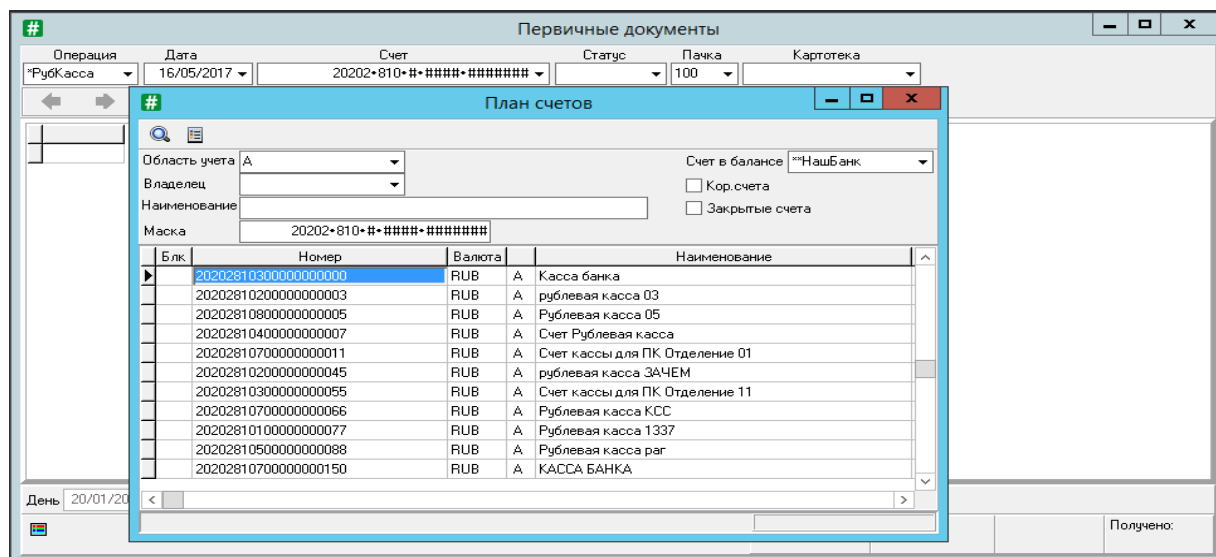 # Первичные документы
Операция Дата Счет Статус Пачка Картотека
*РубКасса 16/05/2017 20202•810•#•####•####### 100
# План счетов
Область учета А Счет в балансе **НашБанк
Владелец Кор.счета
Наименование Закрытые счета
Маска 20202•810•#•####•#######
Блк Номер Валюта Наименование
20202810300000000000 RUB А Касса банка
20202810200000000003 RUB А рублевая касса 03
20202810800000000005 RUB А Рублевая касса 05
20202810400000000007 RUB А Счет Рублевая касса
20202810700000000011 RUB А Счет кассы для ПК Отделение 01
20202810200000000045 RUB А рублевая касса ЗАЧЕМ
20202810300000000055 RUB А Счет кассы для ПК Отделение 11
20202810700000000066 RUB А Рублевая касса КСС
20202810100000000077 RUB А Рублевая касса 1337
20202810500000000088 RUB А Рублевая касса par
20202810700000000150 RUB А КАССА БАНКА
День 20/01/20
Получено: